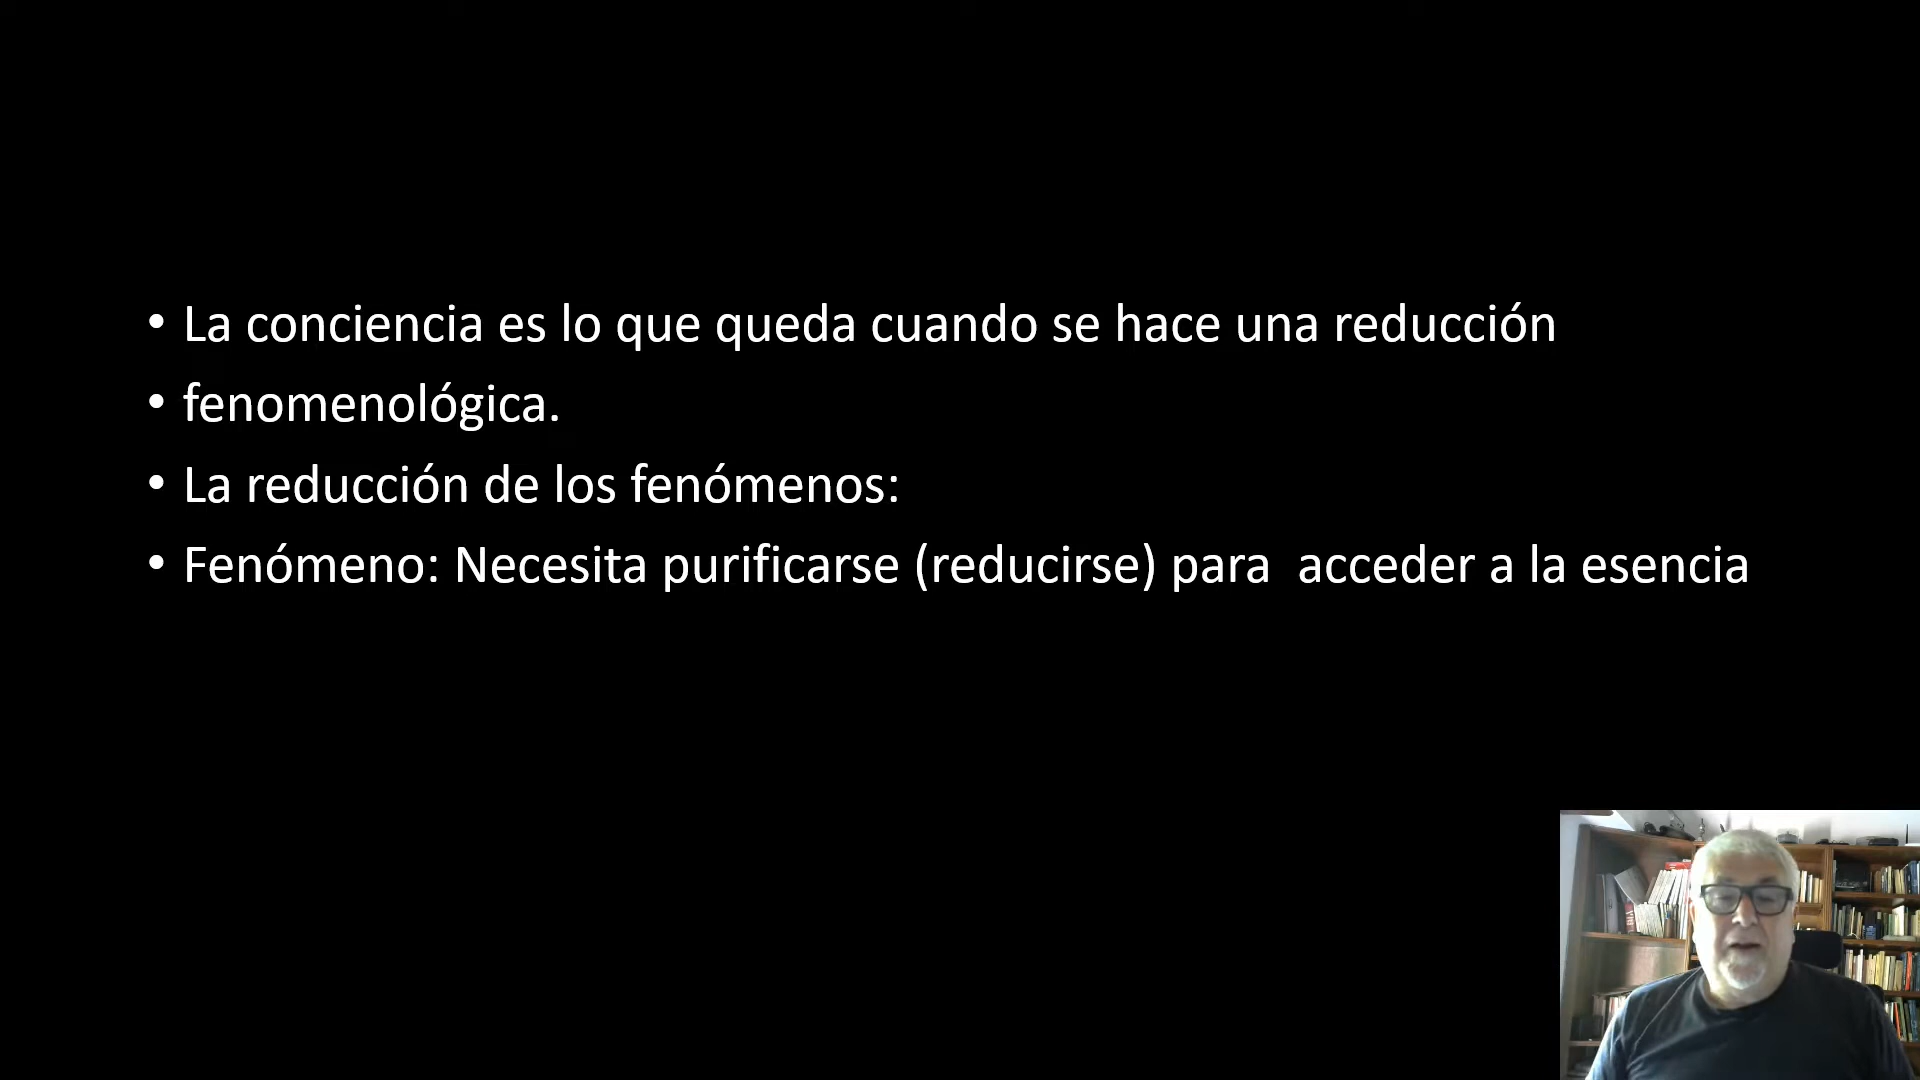 • La conciencia es lo que queda cuando se hace una reducción
• fenomenológica.
• La reducción de los fenómenos:
• Fenómeno: Necesita purificarse (reducirse) para  acceder a la esencia